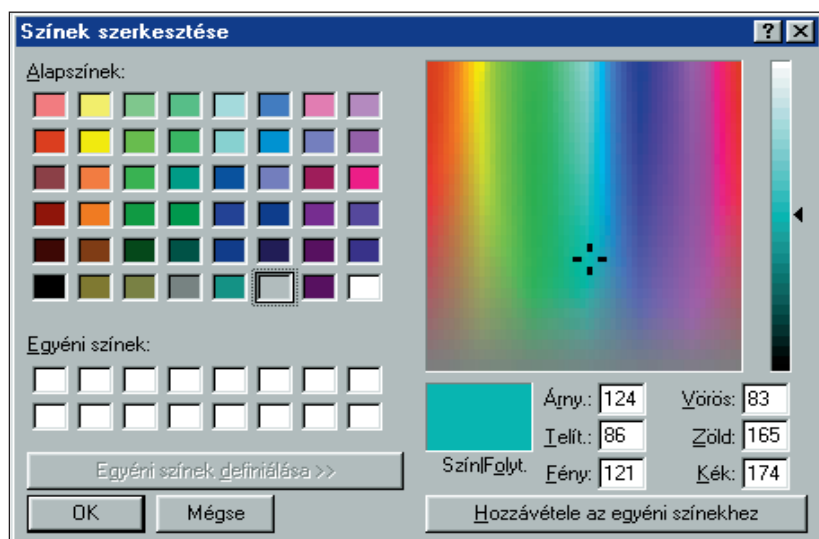 Színek szerkesztése
Alapszínek:
Egyéni színek:
Egyéni színek definiálása >>
OK
Mégse
Szín|Folyt.
Árny.: 124
Telít.: 86
Fény: 121
Vörös: 83
Zöld: 165
Kék: 174
Hozzávétele az egyéni színekhez